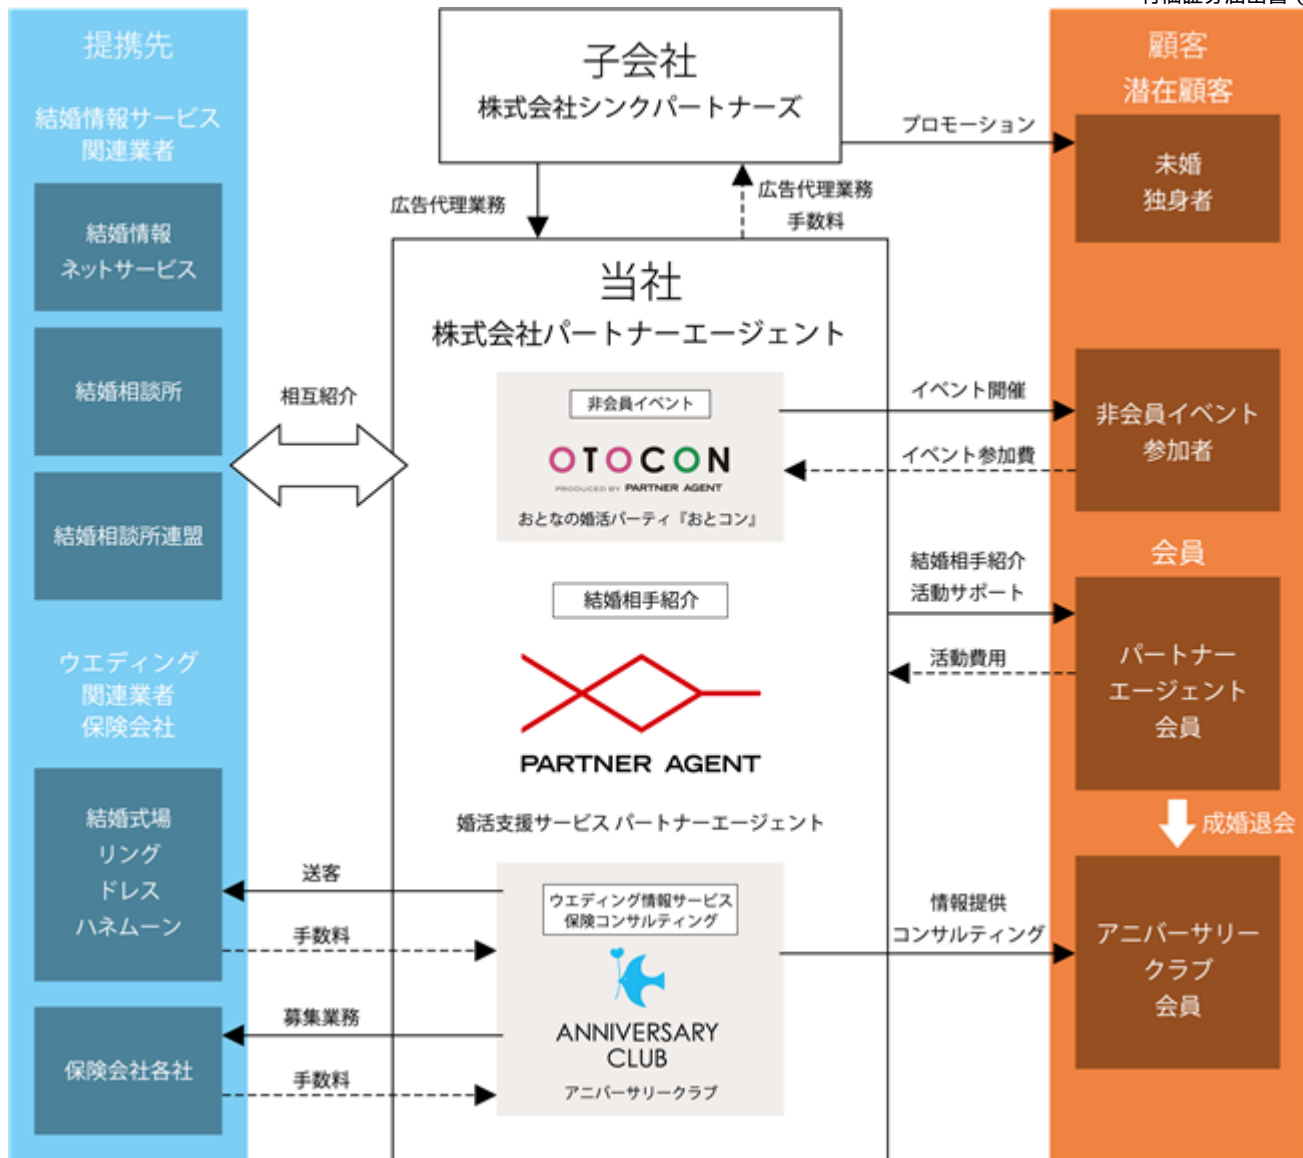 提携先
結婚情報サービス
関連業者
結婚情報
ネットサービス
結婚相談所
結婚相談所連盟
ウエディング
関連業者
保険会社
結婚式場
リング
ドレス
ハネムーン
保険会社各社
相互紹介
送客
手数料
募集業務
手数料
子会社
株式会社シンクパートナーズ
広告代理業務
広告代理業務
手数料
当社
株式会社パートナーエージェント
非会員イベント
OTOCON
PRODUCED BY PARTNER AGENT
おとなの婚活パーティ『おとコン』
結婚相手紹介
PARTNER AGENT
婚活支援サービス パートナーエージェント
ウエディング情報サービス
保険コンサルティング
ANNIVERSARY
CLUB
アニバーサリークラブ
プロモーション
イベント開催
イベント参加費
結婚相手紹介
活動サポート
活動費用
情報提供
コンサルティング
顧客
潜在顧客
未婚
独身者
非会員イベント
参加者
会員
パートナー
エージェント
会員
成婚退会
アニバーサリー
クラブ
会員